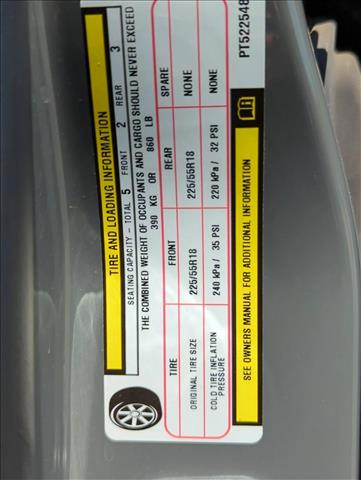 TIRE AND LOADING INFORMATION
SEATING CAPACITY - TOTAL 5 FRONT 2 REAR 3
THE COMBINED WEIGHT OF OCCUPANTS AND CARGO SHOULD NEVER EXCEED
390 KG OR 860 LB
TIRE FRONT REAR SPARE
ORIGINAL TIRE SIZE 225/55R18 225/55R18 NONE
COLD TIRE INFLATION PRESSURE 240 kPa / 35 PSI 220 kPa / 32 PSI NONE
SEE OWNERS MANUAL FOR ADDITIONAL INFORMATION
PT522548